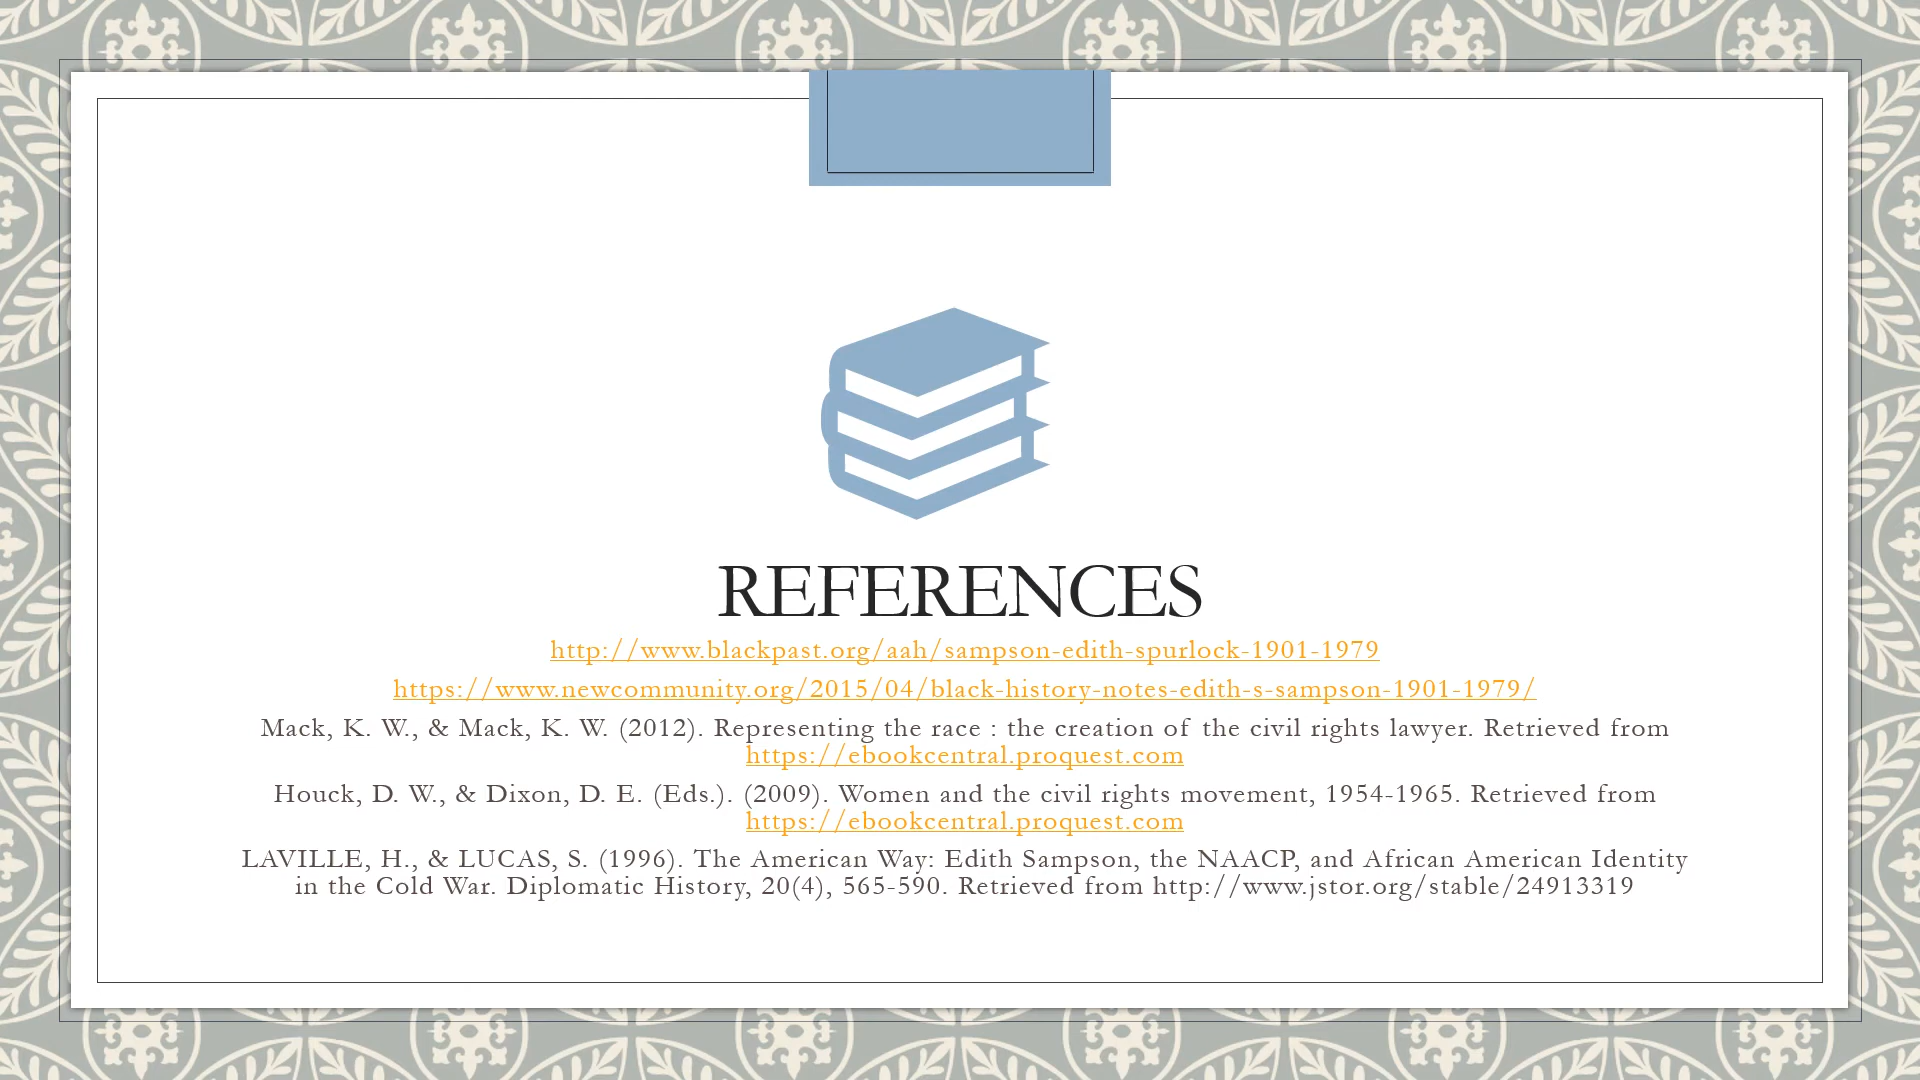 REFERENCES
http://www.blackpast.org/aah/sampson-edith-spurlock-1901-1979
https://www.newcommunity.org/2015/04/black-history-notes-edith-s-sampson-1901-1979/
Mack, K. W., & Mack, K. W. (2012). Representing the race : the creation of the civil rights lawyer. Retrieved from
https://ebookcentral.proquest.com
Houck, D. W., & Dixon, D. E. (Eds.). (2009). Women and the civil rights movement, 1954-1965. Retrieved from
https://ebookcentral.proquest.com
LAVILLE, H., & LUCAS, S. (1996). The American Way: Edith Sampson, the NAACP, and African American Identity
in the Cold War. Diplomatic History, 20(4), 565-590. Retrieved from http://www.jstor.org/stable/24913319